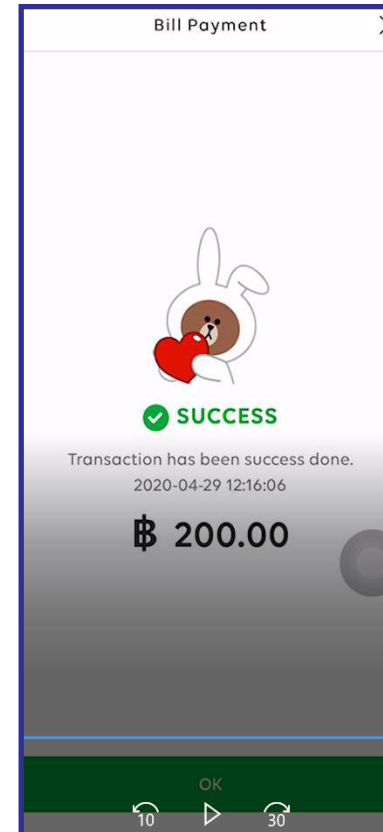 Bill Payment
SUCCESS
Transaction has been success done.
2020-04-29 12:16:06
฿ 200.00
OK
10
30